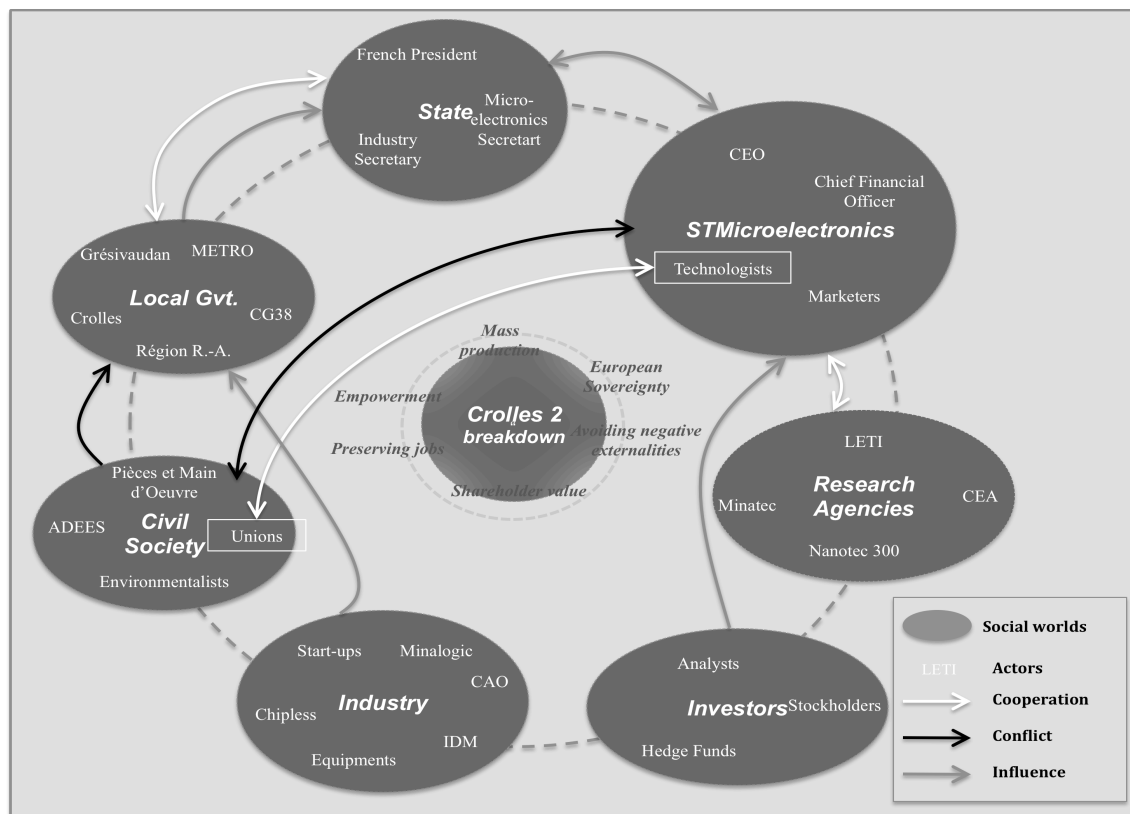 French President
State
Micro-
electronics
Secretart
Industry
Secretary
CEO
Chief Financial
Officer
STMicroelectronics
Technologists
Marketers
Grésivaudan
METRO
Local Gvt.
Crolles
CG38
Région R.-A.
Mass
production
European
Sovereignty
Empowerment
Crolles 2
breakdown
Avoiding negative
externalities
Preserving jobs
Shareholder value
Pièces et Main
d'Oeuvre
ADEES
Civil
Society
Unions
Environmentalists
LETI
Research
Agencies
CEA
Minatec
Nanotec 300
Start-ups
Minalogic
CAO
Industry
Chipless
IDM
Equipments
Analysts
Investors
Stockholders
Hedge Funds
Social worlds
LETI Actors
Cooperation
Conflict
Influence